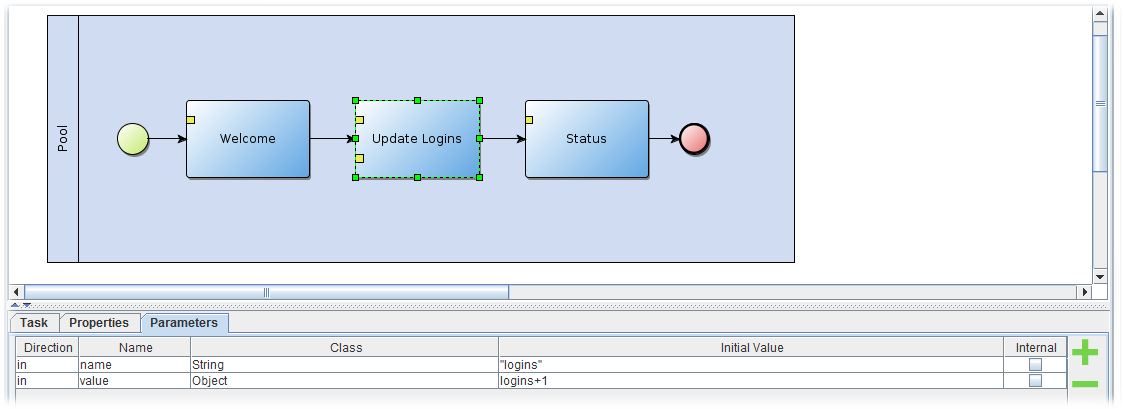 Pool
Welcome
Update Logins
Status
Task Properties Parameters
Direction Name Class Initial Value Internal
in name String "logins"
in value Object logins+1